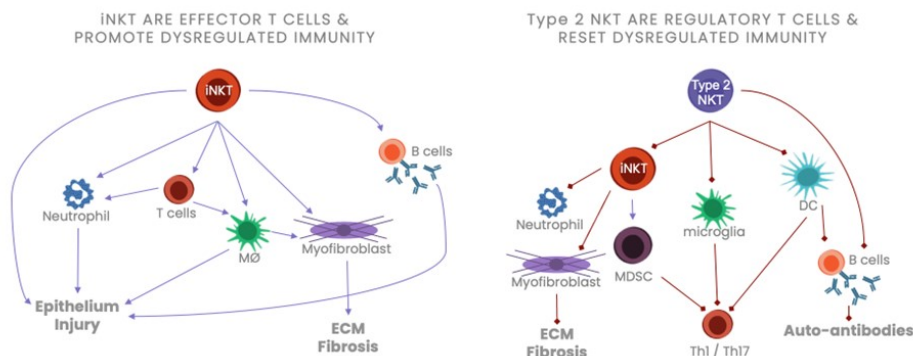 iNKT ARE EFFECTOR T CELLS &
PROMOTE DYSREGULATED IMMUNITY
iNKT
B cells
Neutrophil
T cells
MØ
Myofibroblast
Epithelium
Injury
ECM
Fibrosis
Type 2 NKT ARE REGULATORY T CELLS &
RESET DYSREGULATED IMMUNITY
Type 2
NKT
iNKT
DC
Neutrophil
microglia
B cells
Myofibroblast
MDSC
ECM
Fibrosis
Th1 / Th17
Auto-antibodies